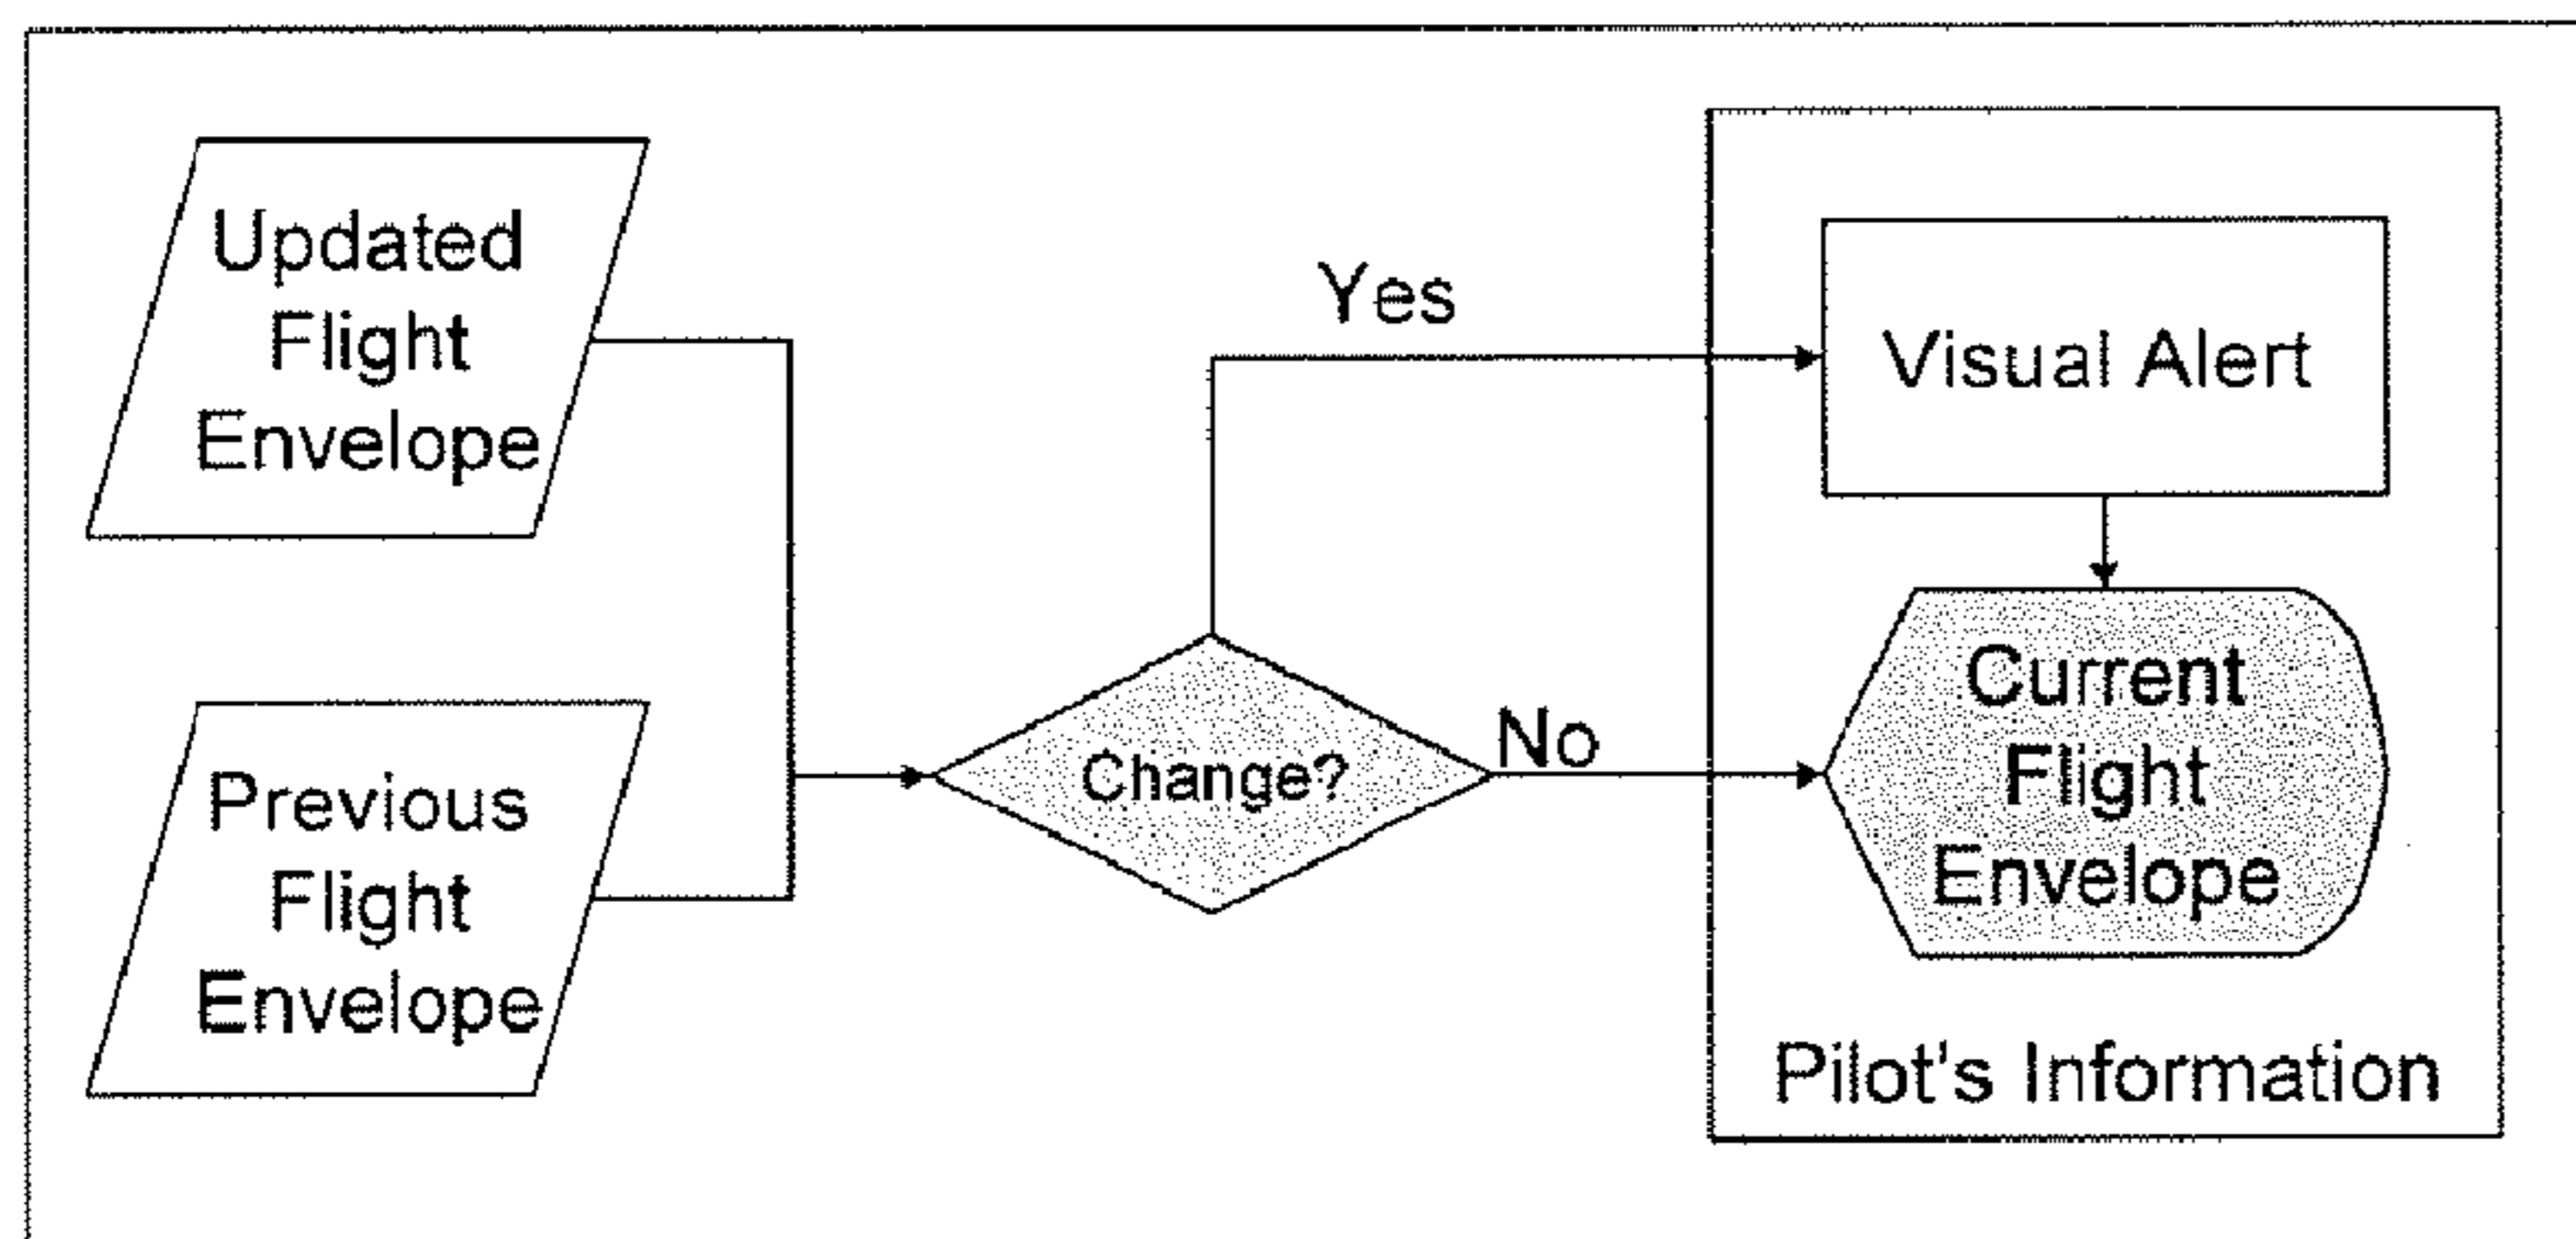 Updated
Flight
Envelope
Previous
Flight
Envelope
Change?
Yes
No
Visual Alert
Current
Flight
Envelope
Pilot's Information